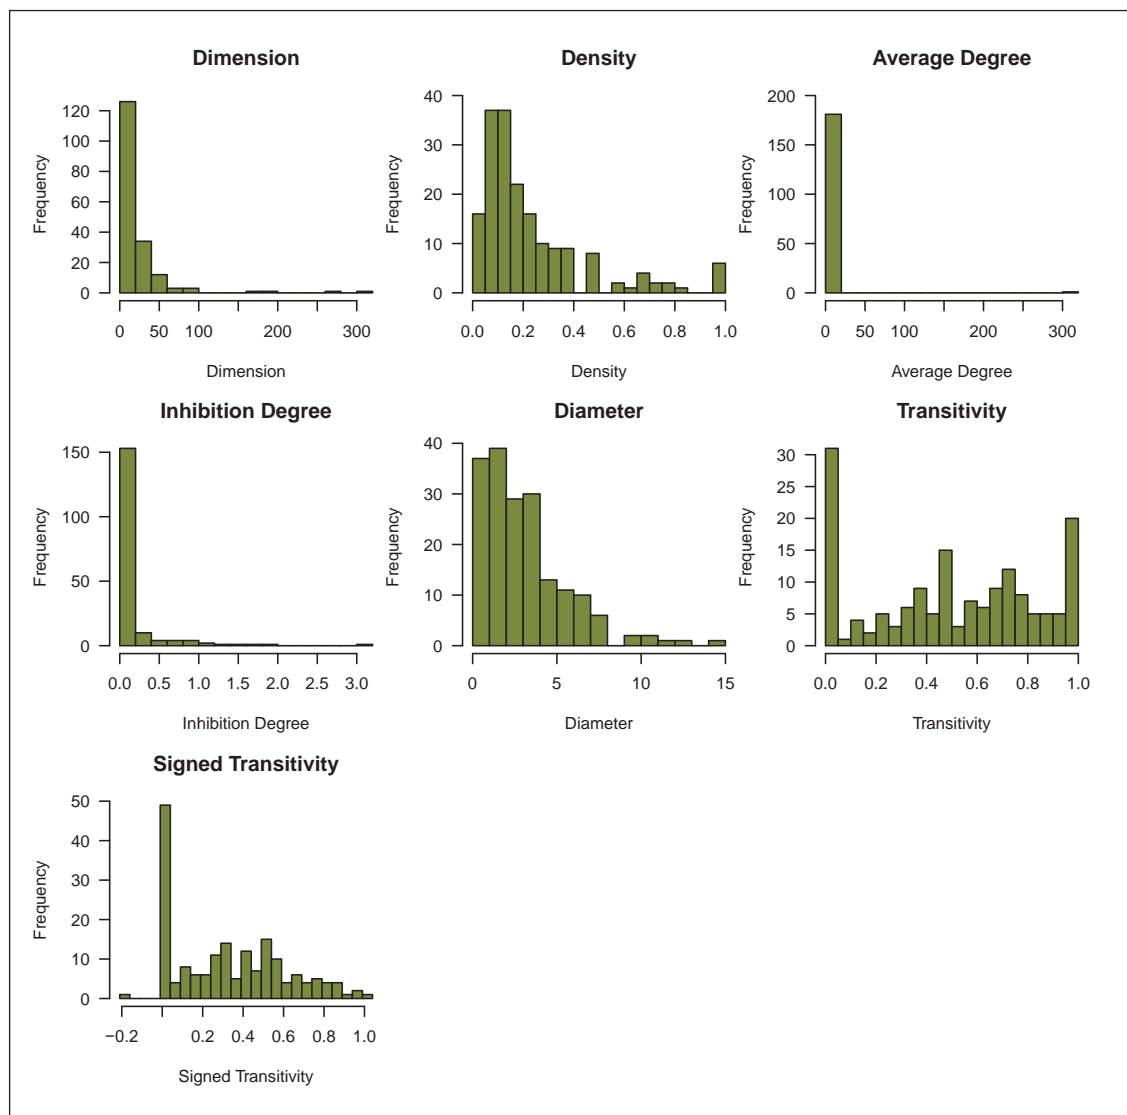 Dimension
Density
Average Degree
Frequency
0
20
40
60
80
100
120
0 50 100 200 300
Dimension
Frequency
0
10
20
30
40
0.0 0.2 0.4 0.6 0.8 1.0
Density
Frequency
0
50
100
150
200
0 50 100 200 300
Average Degree
Inhibition Degree
Diameter
Transitivity
Frequency
0
50
100
150
0.0 0.5 1.0 1.5 2.0 2.5 3.0
Inhibition Degree
Frequency
0
10
20
30
40
0 5 10 15
Diameter
Frequency
0
5
10
15
20
25
30
0.0 0.2 0.4 0.6 0.8 1.0
Transitivity
Signed Transitivity
Frequency
0
10
20
30
40
50
−0.2 0.2 0.4 0.6 1.0
Signed Transitivity